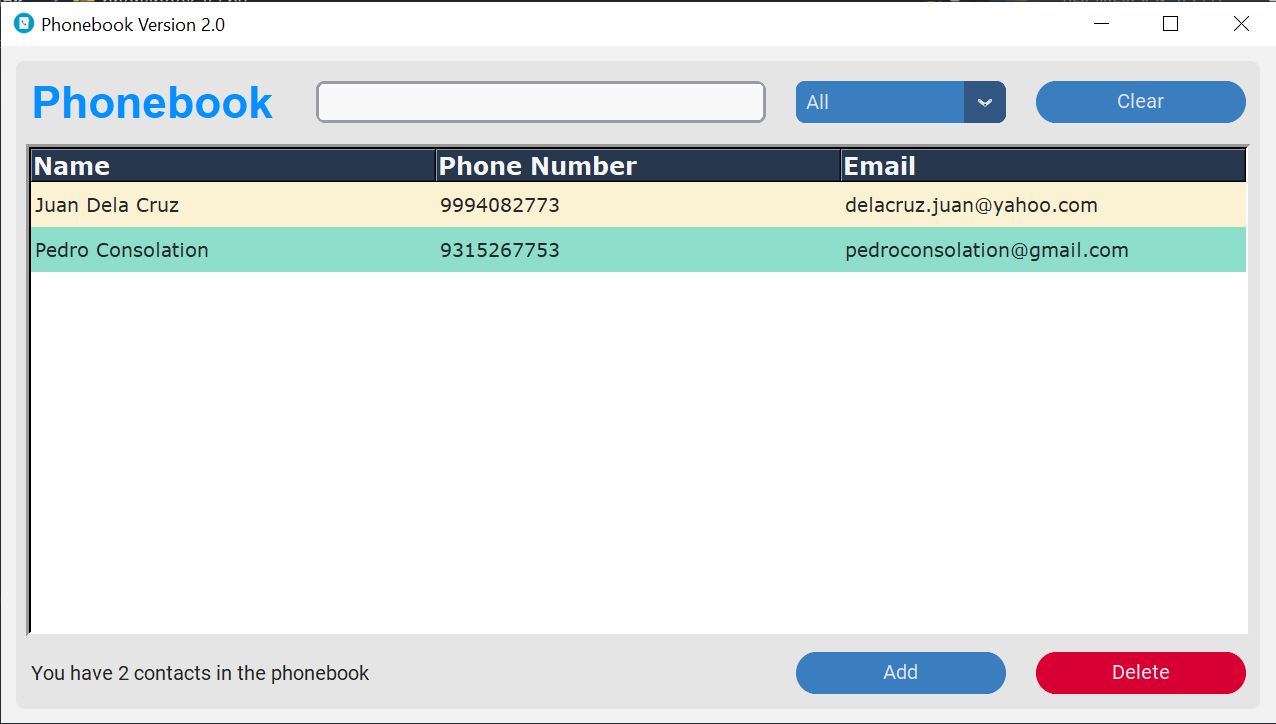 Phonebook Version 2.0
Phonebook All Clear
Name Phone Number Email
Juan Dela Cruz 9994082773 delacruz.juan@yahoo.com
Pedro Consolation 9315267753 pedroconsolation@gmail.com
You have 2 contacts in the phonebook Add Delete